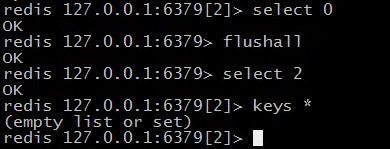 redis 127.0.0.1:6379[2]> select 0
OK
redis 127.0.0.1:6379> flushall
OK
redis 127.0.0.1:6379> select 2
OK
redis 127.0.0.1:6379[2]> keys *
(empty list or set)
redis 127.0.0.1:6379[2]>